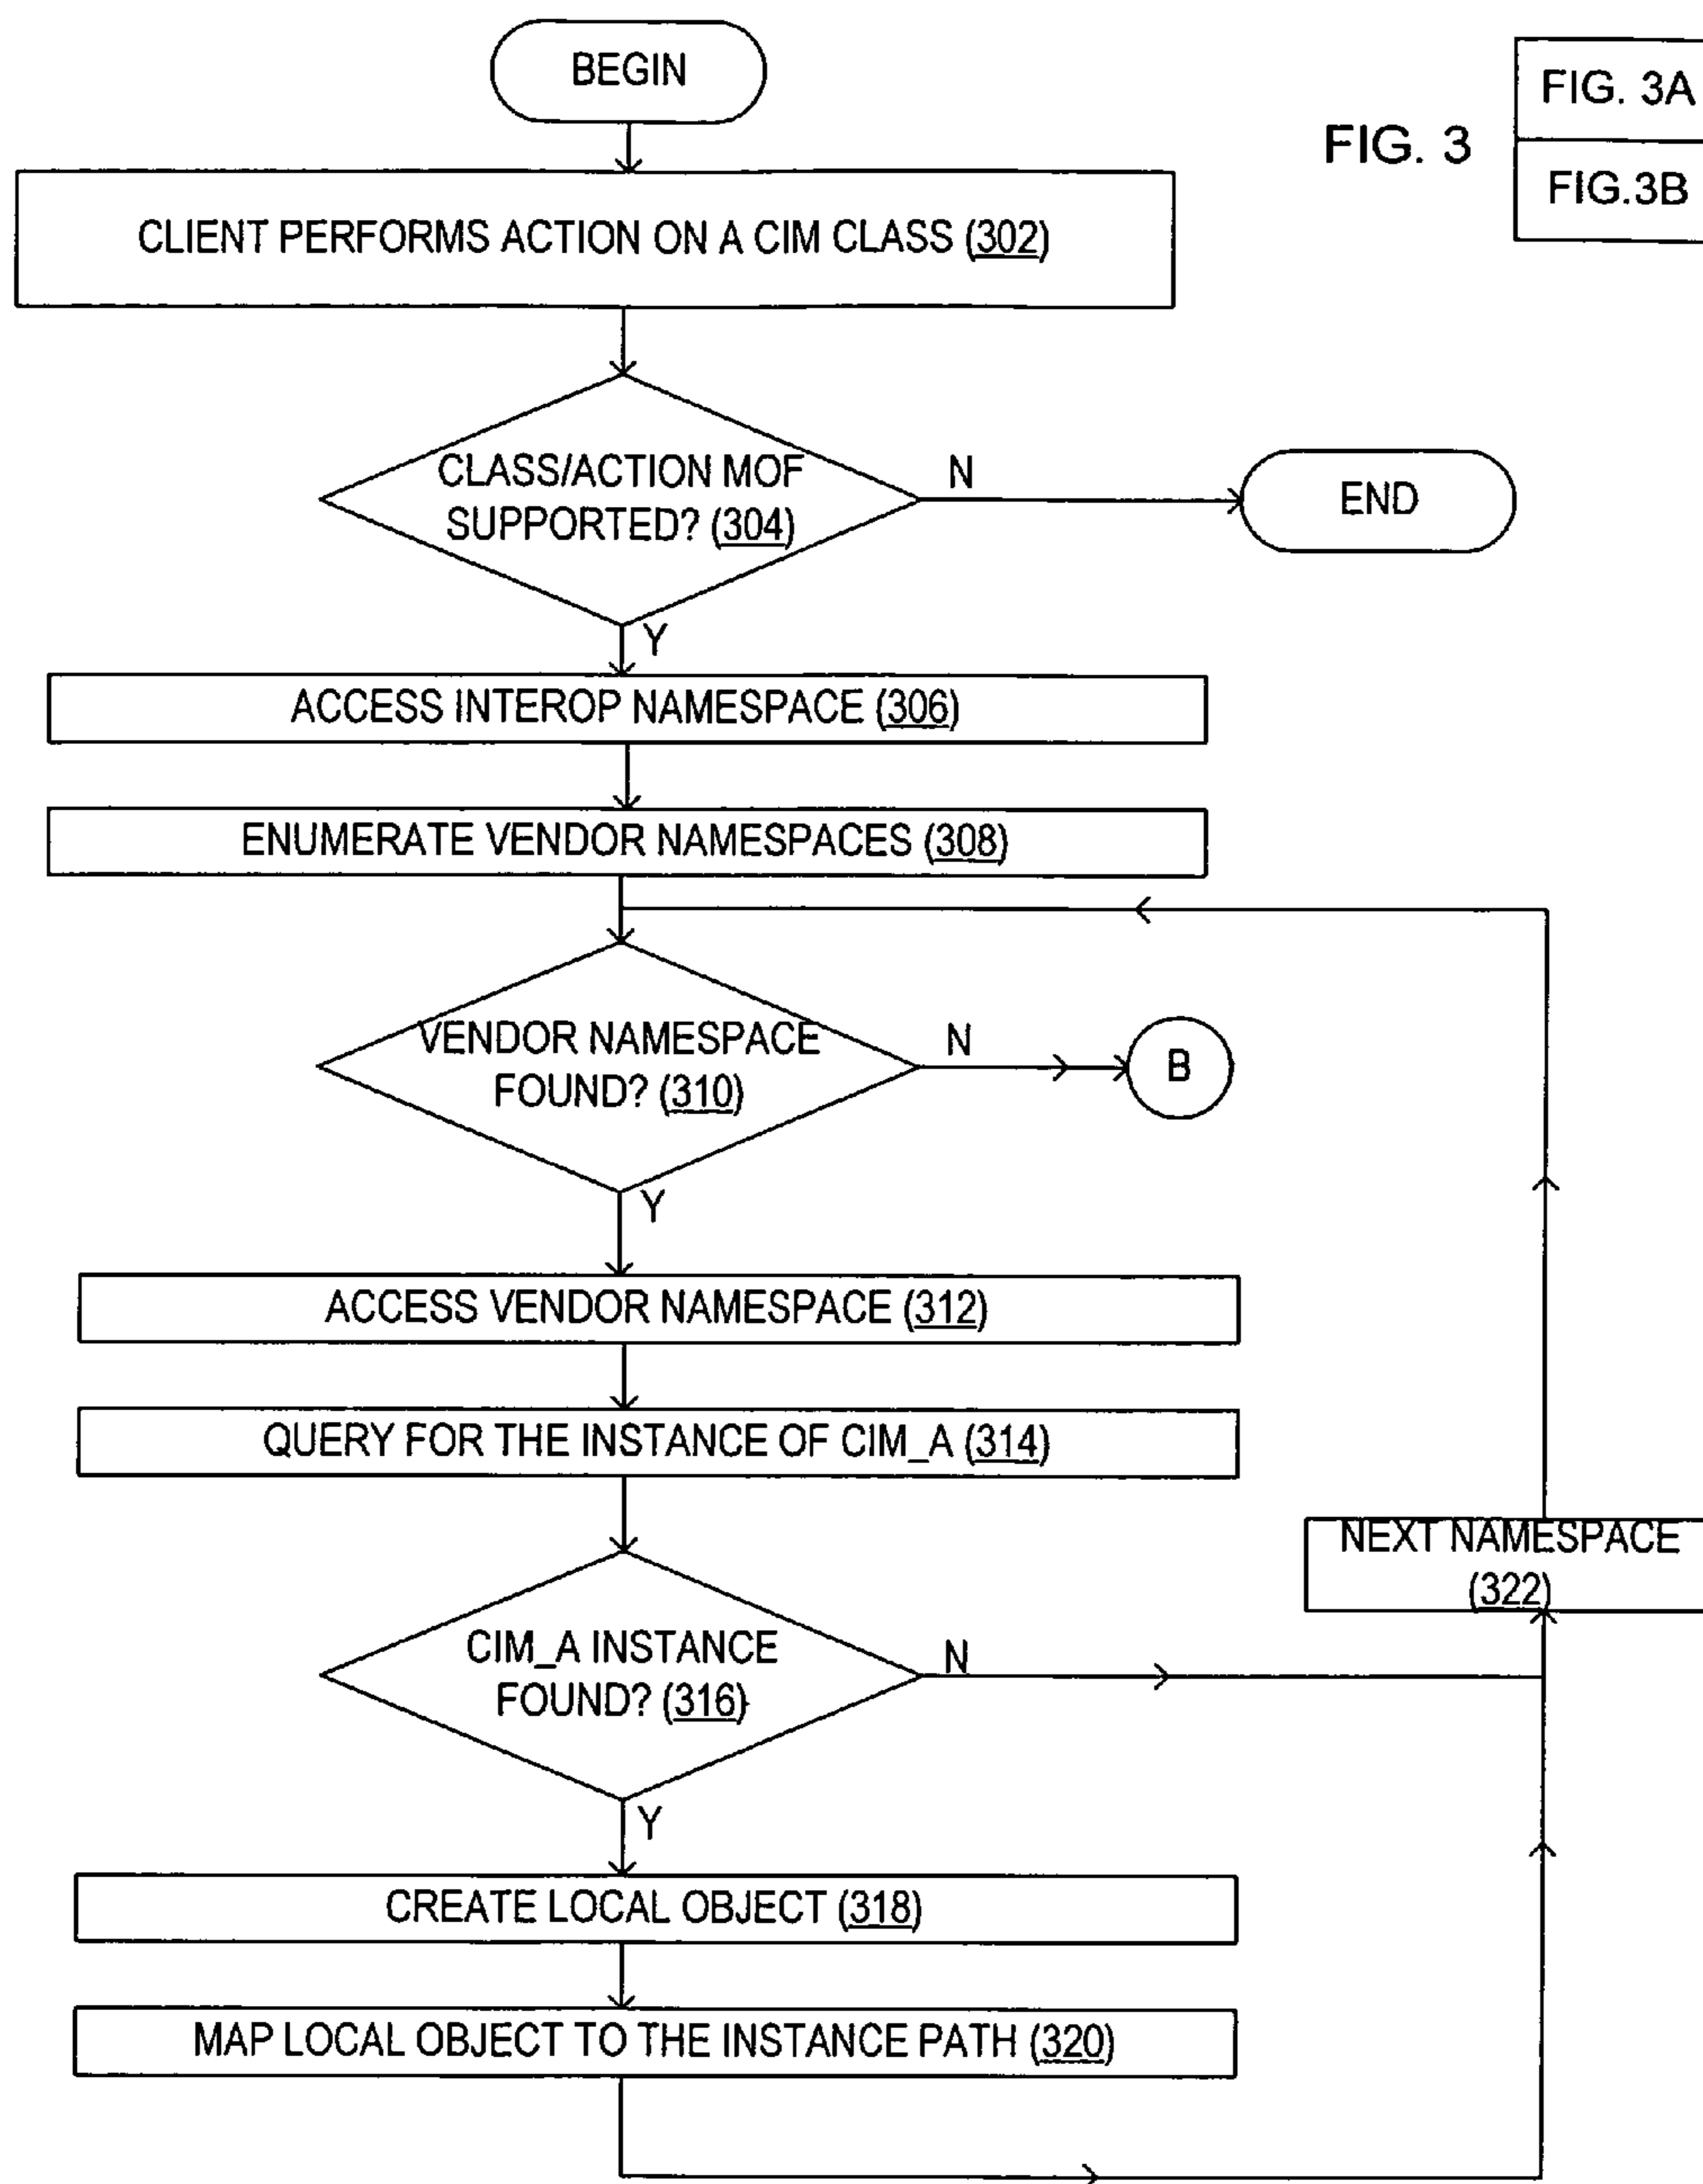 BEGIN
FIG. 3
FIG. 3A
FIG.3B
CLIENT PERFORMS ACTION ON A CIM CLASS (302)
CLASS/ACTION MOF
SUPPORTED? (304)
N
END
Y
ACCESS INTEROP NAMESPACE (306)
ENUMERATE VENDOR NAMESPACES (308)
VENDOR NAMESPACE
FOUND? (310)
N
B
Y
ACCESS VENDOR NAMESPACE (312)
QUERY FOR THE INSTANCE OF CIM_A (314)
NEXT NAMESPACE
(322)
CIM_A INSTANCE
FOUND? (316)
N
Y
CREATE LOCAL OBJECT (318)
MAP LOCAL OBJECT TO THE INSTANCE PATH (320)